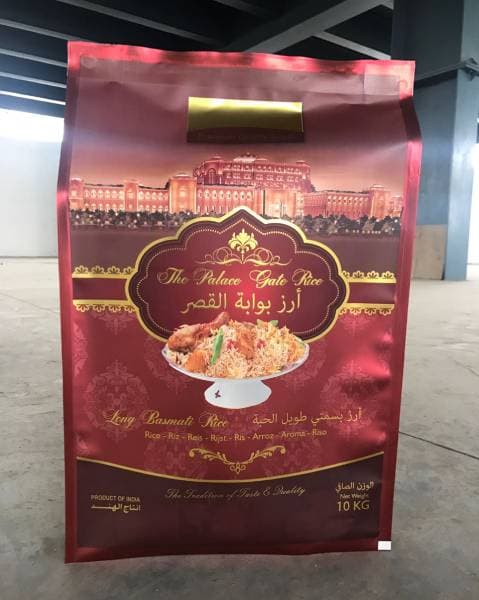 The Palace Gate Rice
أرز بوابة القصر
Long Basmati Rice
أرز بسمتي طويل الحبة
Rice - Riz - Reis - Rijst - Ris - Arroz - Aroma - Riso
The Tradition of Taste & Quality
PRODUCT OF INDIA
انتاج الهند
الوزن الصافي
Net Weight
10 KG